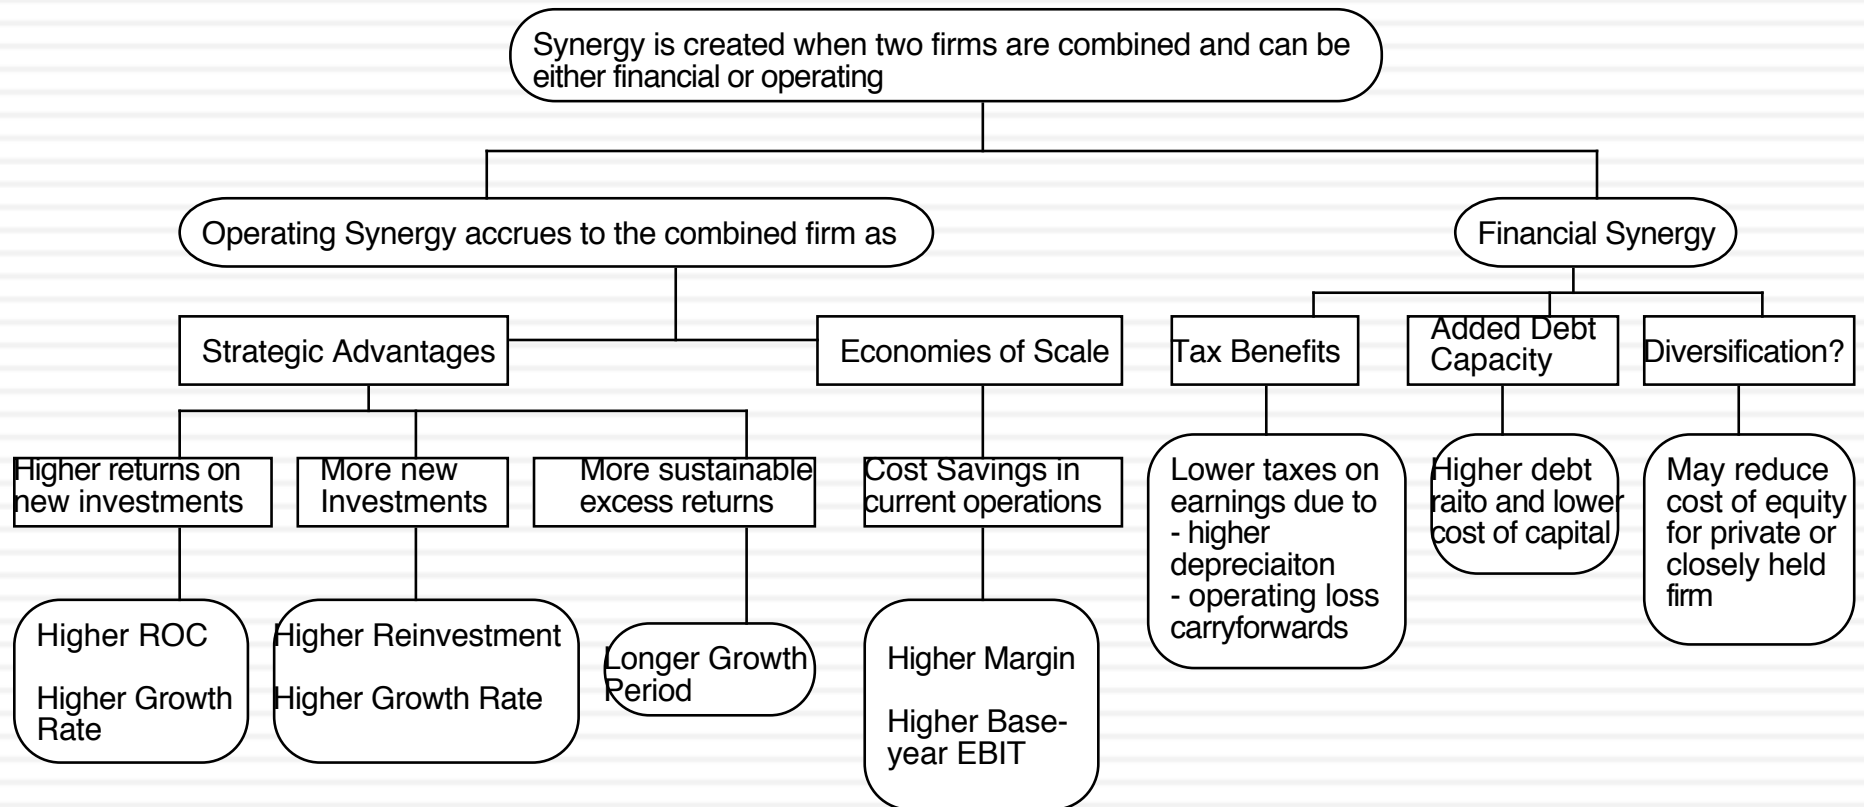 Synergy is created when two firms are combined and can be
either financial or operating
Operating Synergy accrues to the combined firm as
Financial Synergy
Strategic Advantages
Economies of Scale
Tax Benefits
Added Debt
Capacity
Diversification?
Higher returns on
new investments
More new
Investments
More sustainable
excess returns
Cost Savings in
current operations
Lower taxes on
earnings due to
- higher
depreciaiton
- operating loss
carryforwards
Higher debt
raito and lower
cost of capital
May reduce
cost of equity
for private or
closely held
firm
Higher ROC
Higher Growth
Rate
Higher Reinvestment
Higher Growth Rate
Longer Growth
Period
Higher Margin
Higher Base-
year EBIT